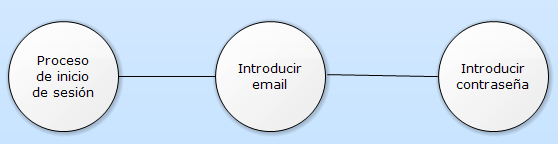 Proceso
de inicio
de sesión
Introducir
email
Introducir
contraseña